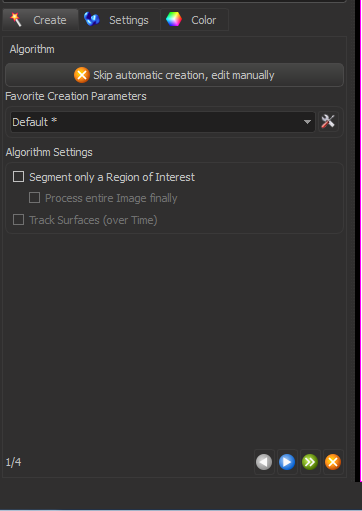 Create Settings Color
Algorithm
Skip automatic creation, edit manually
Favorite Creation Parameters
Default *
Algorithm Settings
Segment only a Region of Interest
Process entire Image finally
Track Surfaces (over Time)
1/4